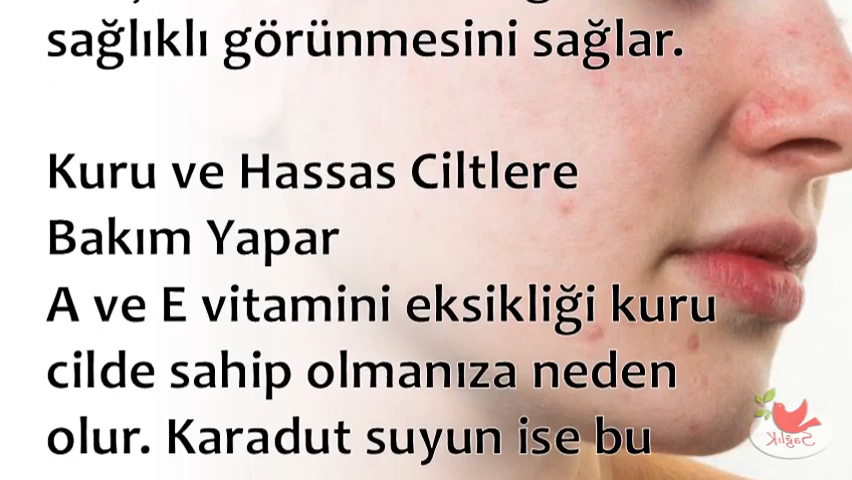 sağlıklı görünmesini sağlar.
Kuru ve Hassas Ciltlere
Bakım Yapar
A ve E vitamini eksikliği kuru
cilde sahip olmanıza neden
olur. Karadut suyun ise bu
Sağlık